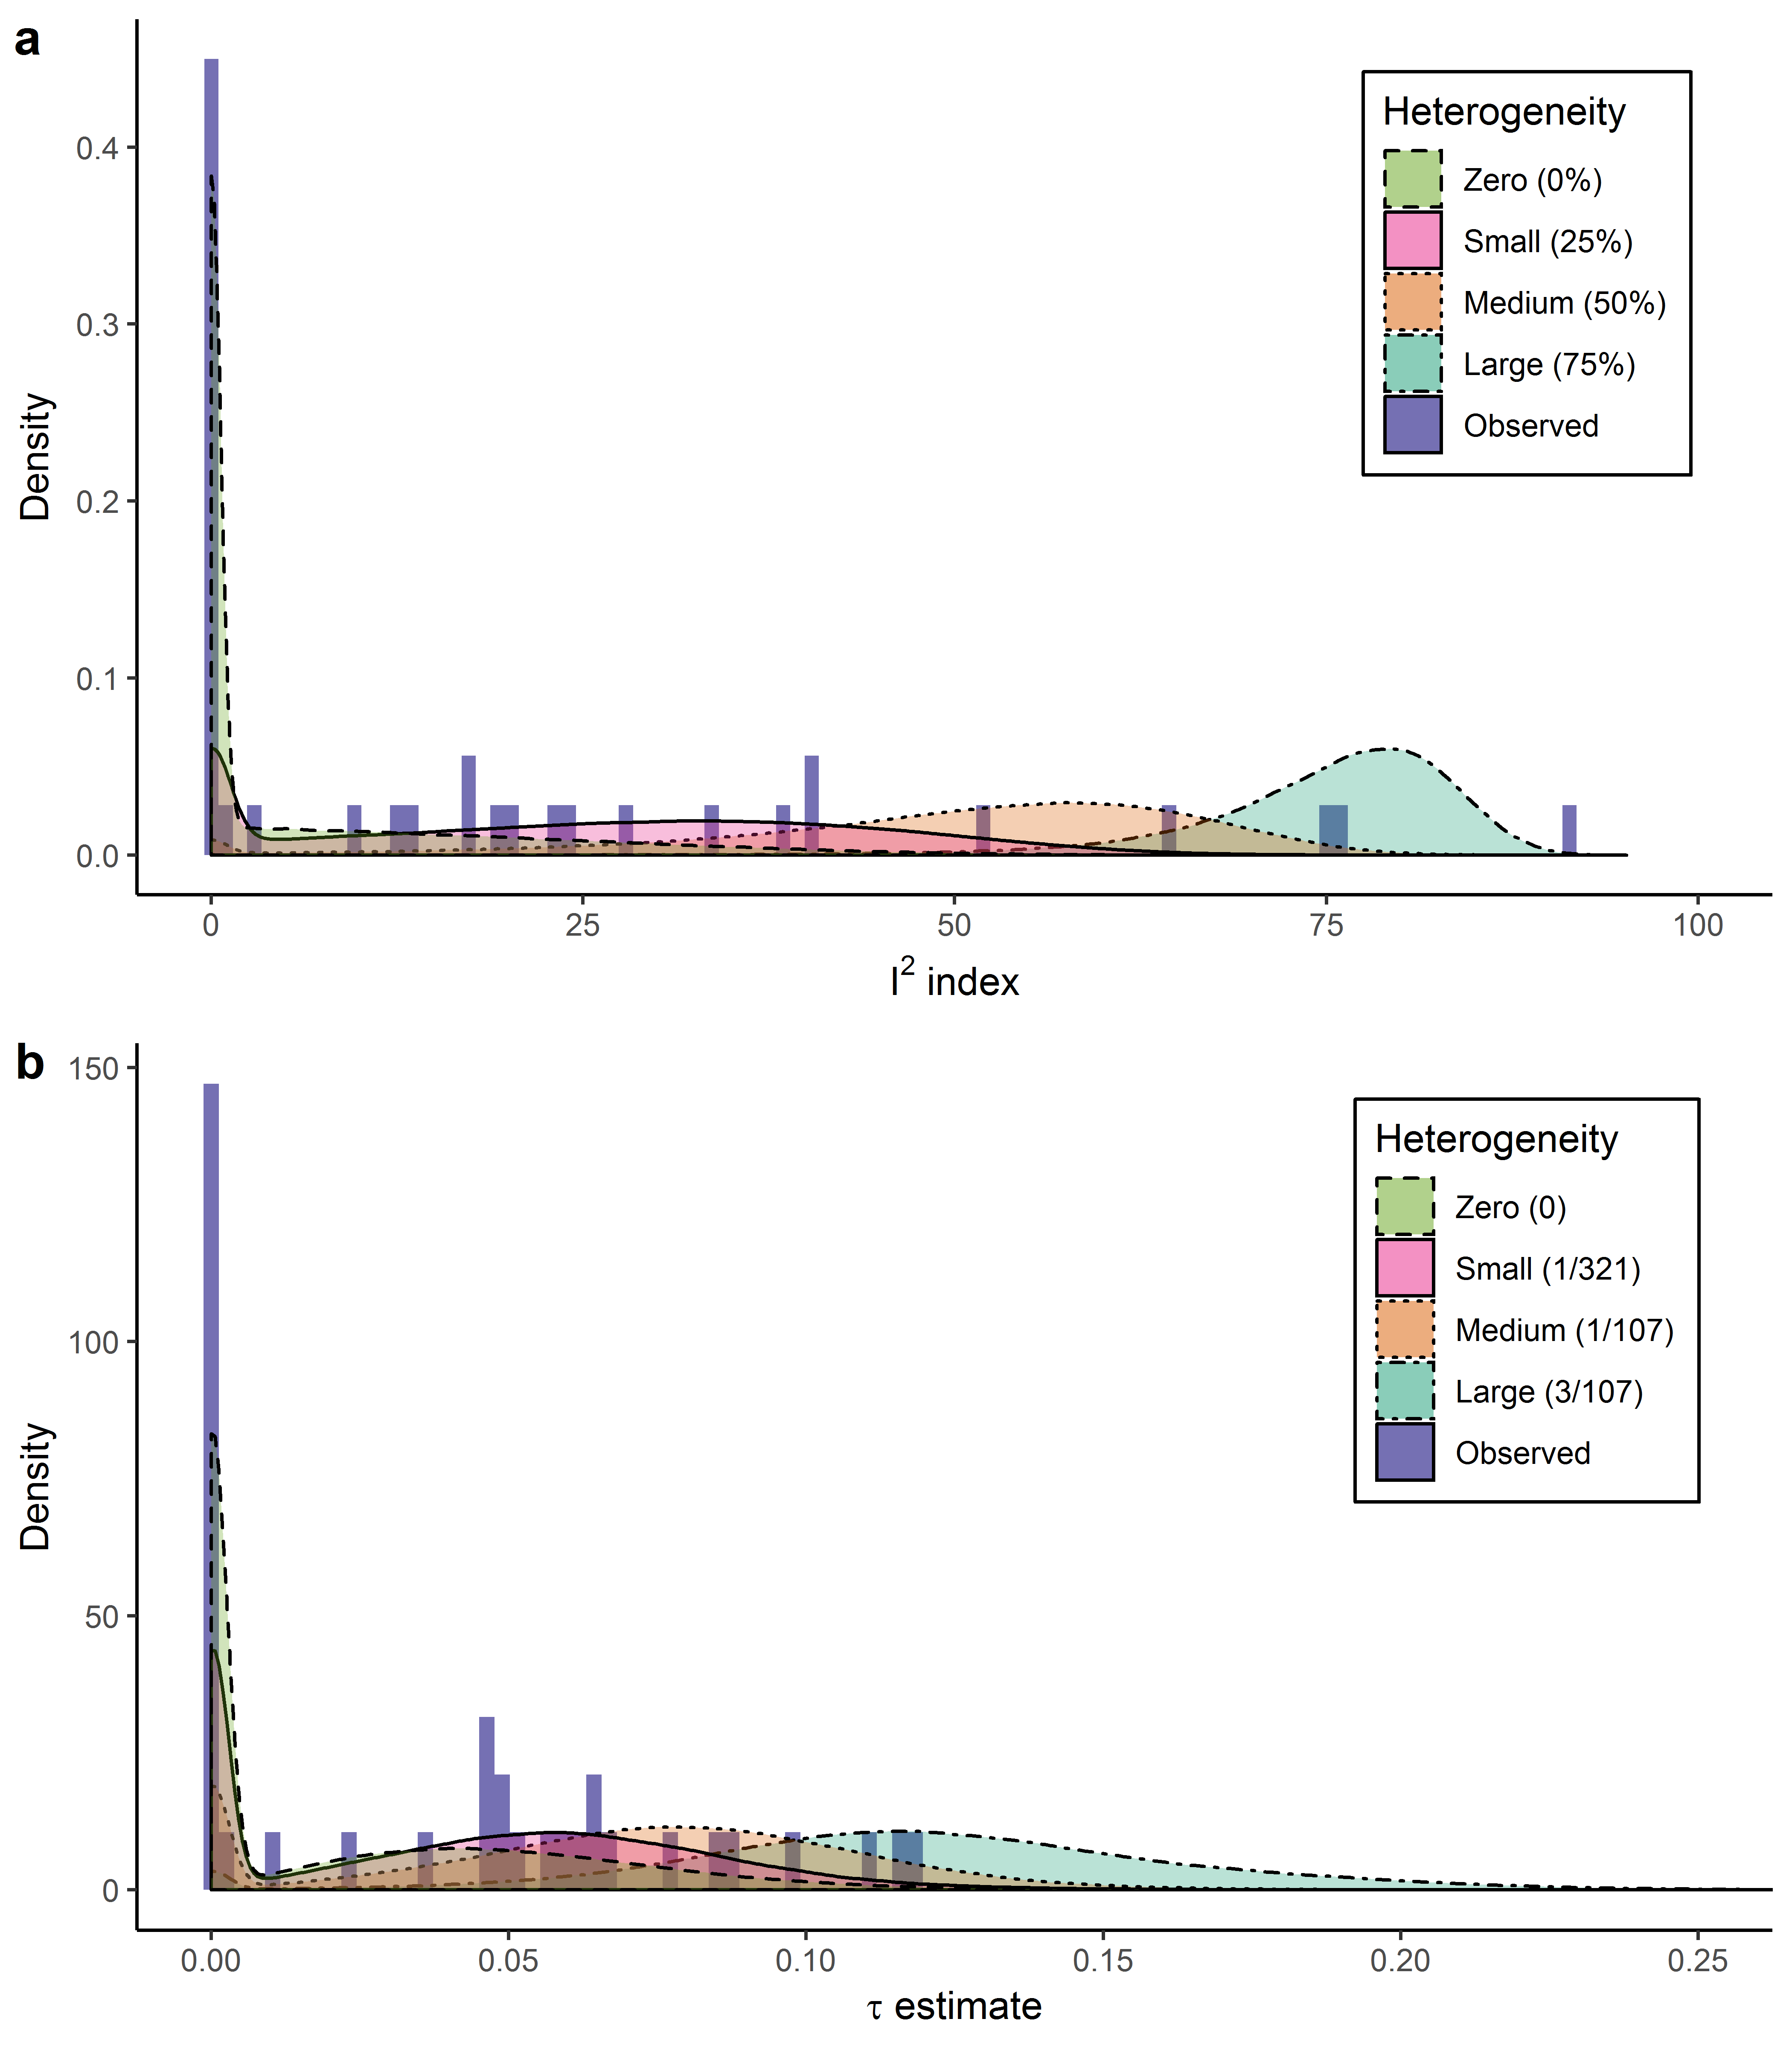 a
Density
0.4
0.3
0.2
0.1
0.0
0
25
50
75
100
I² index
Heterogeneity
Zero (0%)
Small (25%)
Medium (50%)
Large (75%)
Observed
b
Density
150
100
50
0
0.00
0.05
0.10
0.15
0.20
0.25
τ estimate
Heterogeneity
Zero (0)
Small (1/321)
Medium (1/107)
Large (3/107)
Observed